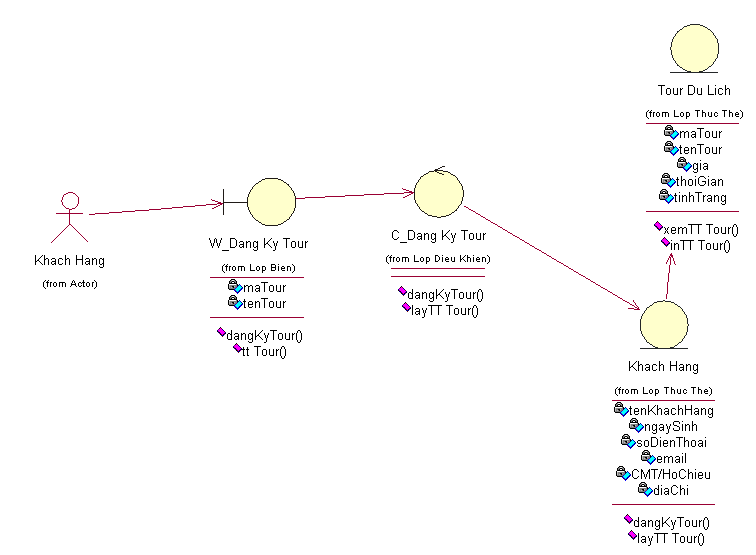 Khach Hang
(from Actor)
W_Dang Ky Tour
(from Lop Bien)
maTour
tenTour
dangKyTour()
tt Tour()
C_Dang Ky Tour
(from Lop Dieu Khien)
dangKyTour()
layTT Tour()
Tour Du Lich
(from Lop Thuc The)
maTour
tenTour
gia
thoiGian
tinhTrang
xemTT Tour()
inTT Tour()
Khach Hang
(from Lop Thuc The)
tenKhachHang
ngaySinh
soDienThoai
email
CMT/HoChieu
diaChi
dangKyTour()
layTT Tour()